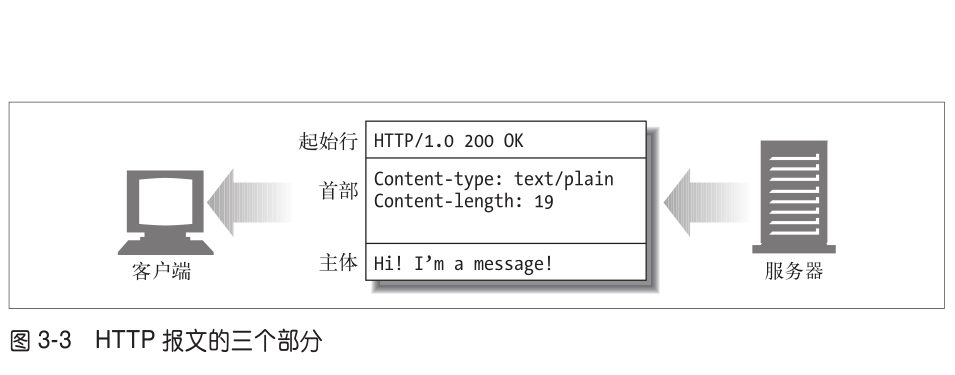 起始行
HTTP/1.0 200 OK
首部
Content-type: text/plain
Content-length: 19
主体
Hi! I’m a message!
客户端
服务器
图 3-3 HTTP 报文的三个部分